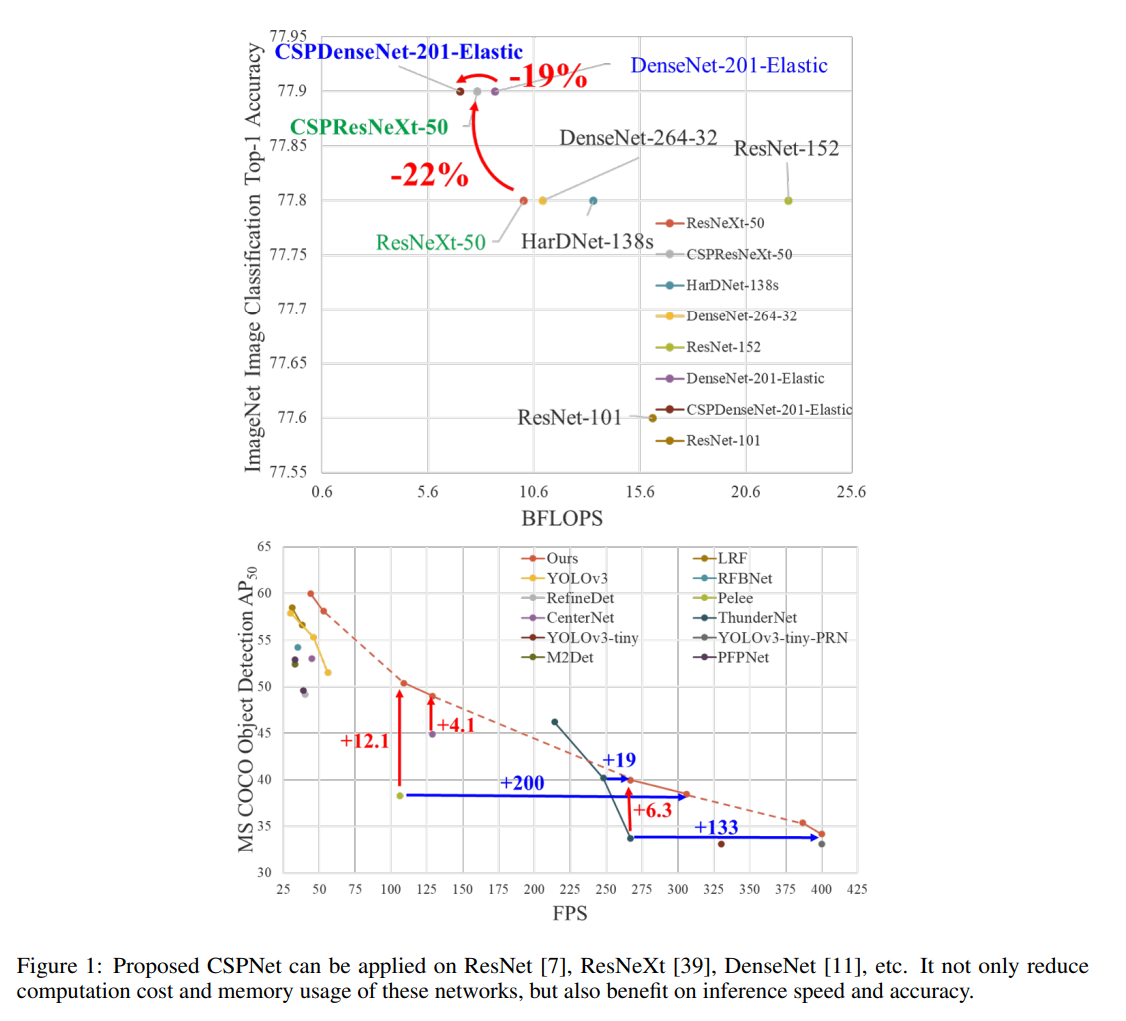 77.95
CSPDenseNet-201-Elastic
-19%
DenseNet-201-Elastic
77.9
CSPResNeXt-50
DenseNet-264-32
ResNet-152
77.85
-22%
77.8
ResNeXt-50
HarDNet-138s
77.75
77.7
77.65
77.6
77.55
ResNet-101
ResNeXt-50
CSPResNeXt-50
HarDNet-138s
DenseNet-264-32
ResNet-152
DenseNet-201-Elastic
CSPDenseNet-201-Elastic
ResNet-101
ImageNet Image Classification Top-1 Accuracy
0.6 5.6 10.6 15.6 20.6 25.6
BFLOPS
65
60
55
50
45
40
35
30
MS COCO Object Detection AP50
Ours LRF
YOLOv3 RFBNet
RefineDet Pelee
CenterNet ThunderNet
YOLOv3-tiny YOLOv3-tiny-PRN
M2Det PFPNet
+12.1
+4.1
+19
+200
+6.3
+133
25 50 75 100 125 150 175 200 225 250 275 300 325 350 375 400 425
FPS
Figure 1: Proposed CSPNet can be applied on ResNet [7], ResNeXt [39], DenseNet [11], etc. It not only reduce
computation cost and memory usage of these networks, but also benefit on inference speed and accuracy.